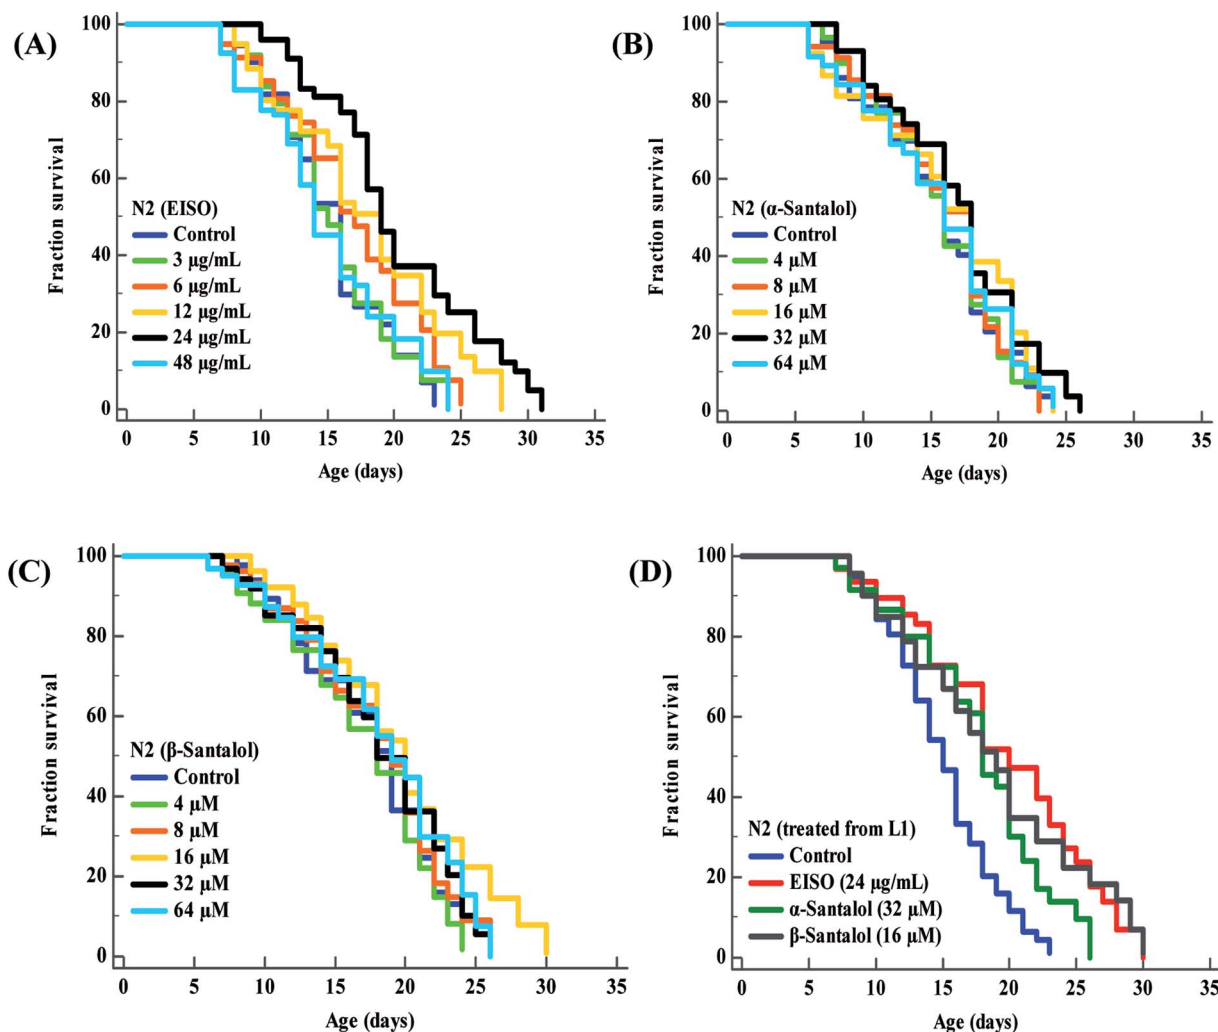 (A)
Fraction survival
100
80
60
40
20
0
N2 (EISO)
Control
3 µg/mL
6 µg/mL
12 µg/mL
24 µg/mL
48 µg/mL
0 5 10 15 20 25 30 35
Age (days)
(B)
Fraction survival
100
80
60
40
20
0
N2 (α-Santalol)
Control
4 µM
8 µM
16 µM
32 µM
64 µM
0 5 10 15 20 25 30 35
Age (days)
(C)
Fraction survival
100
80
60
40
20
0
N2 (β-Santalol)
Control
4 µM
8 µM
16 µM
32 µM
64 µM
0 5 10 15 20 25 30 35
Age (days)
(D)
Fraction survival
100
80
60
40
20
0
N2 (treated from L1)
Control
EISO (24 µg/mL)
α-Santalol (32 µM)
β-Santalol (16 µM)
0 5 10 15 20 25 30 35
Age (days)